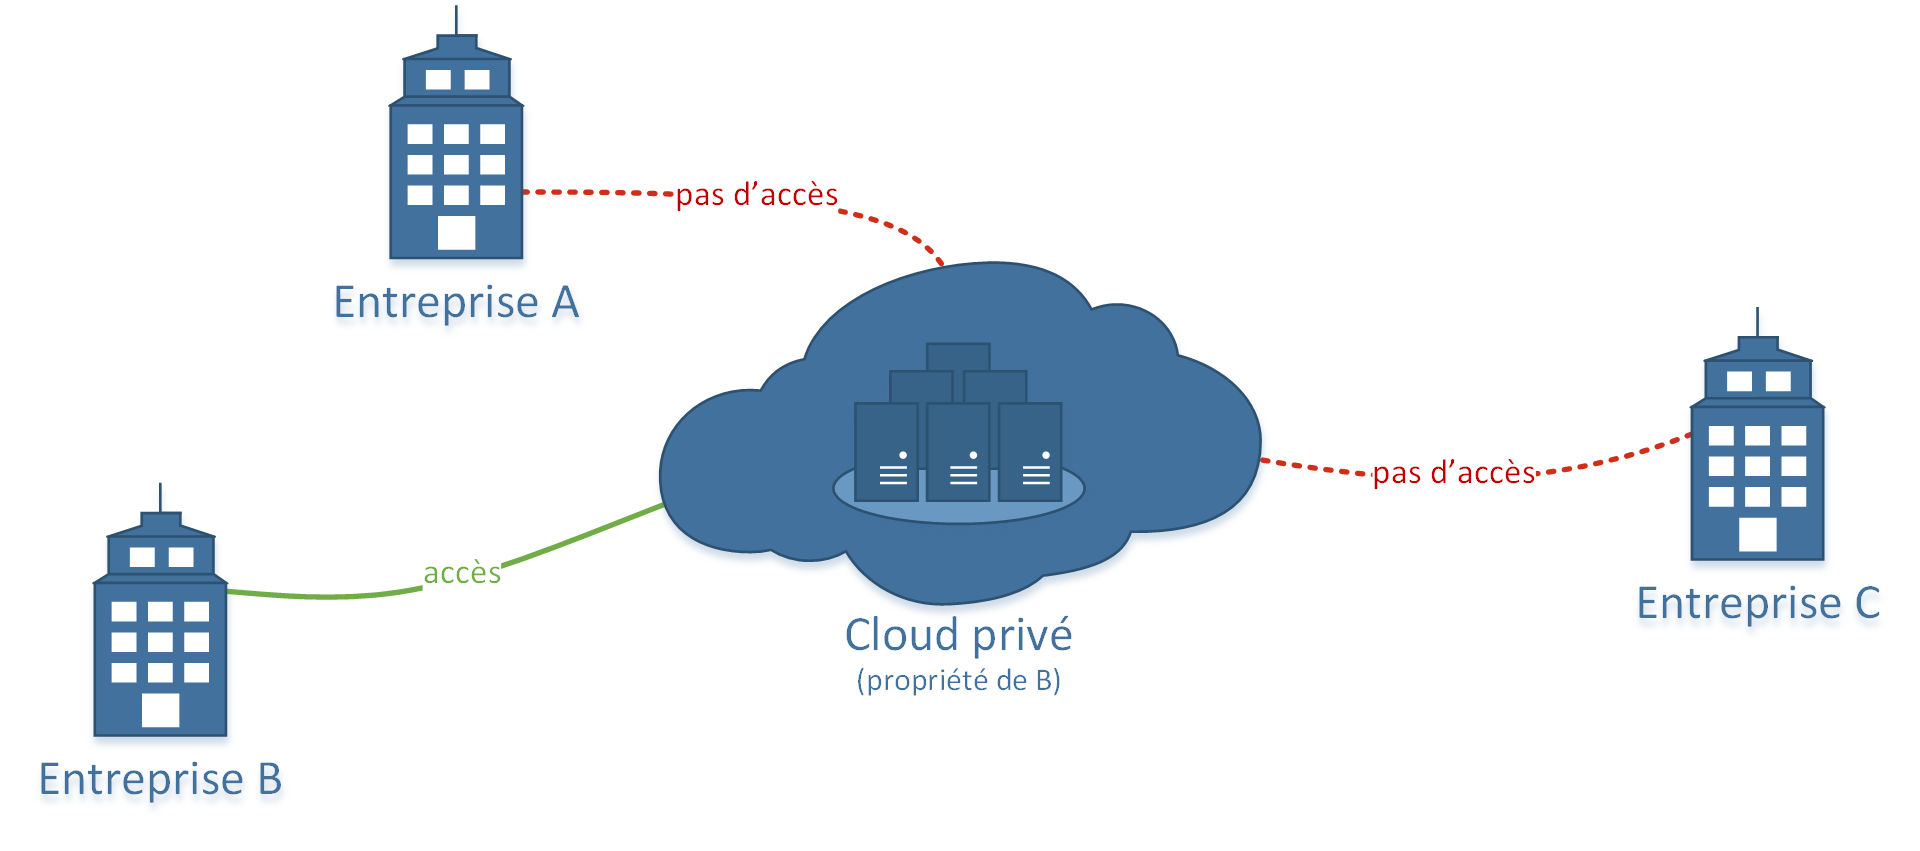 pas d’accès
Entreprise A
pas d’accès
accès
Entreprise C
Cloud privé
(propriété de B)
Entreprise B